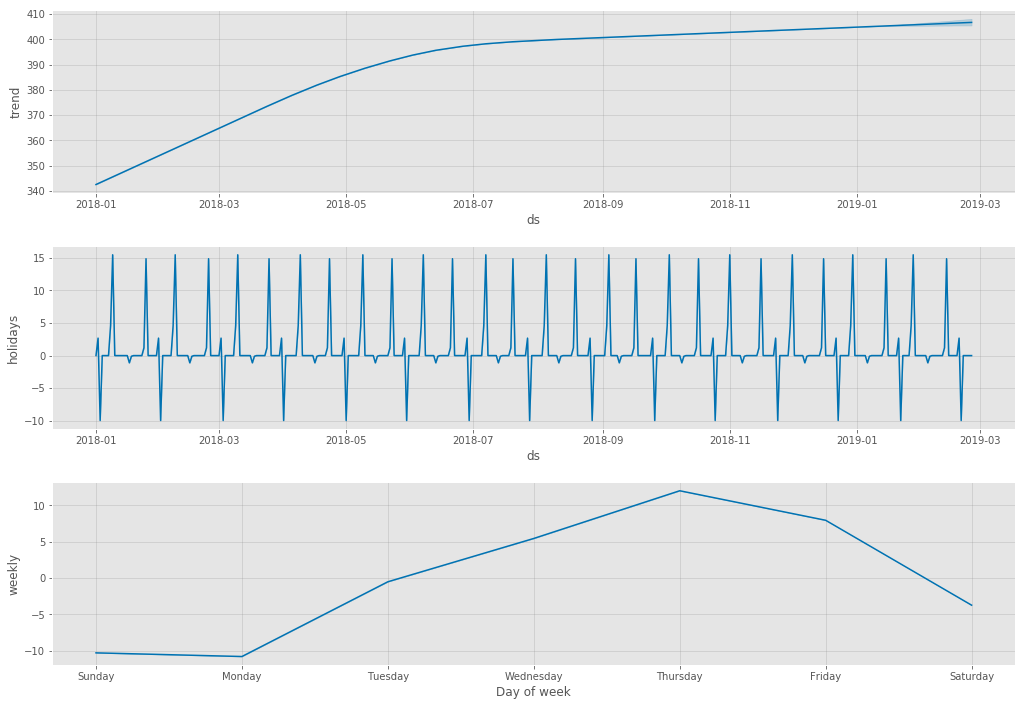 410
400
390
380
370
360
350
340
trend
2018-01 2018-03 2018-05 2018-07 2018-09 2018-11 2019-01 2019-03
ds
15
10
5
0
−5
−10
holidays
2018-01 2018-03 2018-05 2018-07 2018-09 2018-11 2019-01 2019-03
ds
10
5
0
−5
−10
weekly
Sunday Monday Tuesday Wednesday Thursday Friday Saturday
Day of week